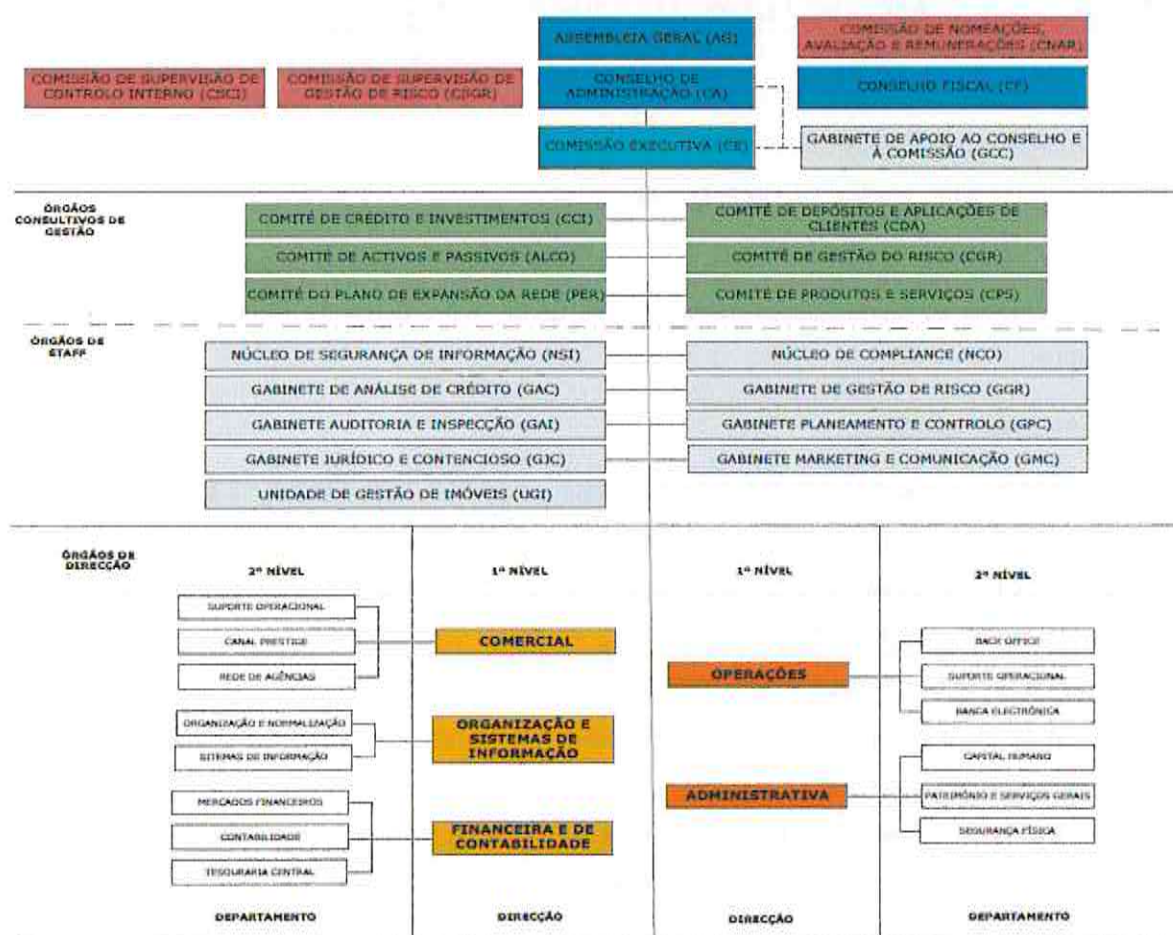 ASSEMBLEIA GERAL (AG)
COMISSÃO DE NOMEAÇÕES,
AVALIAÇÃO E REMUNERAÇÕES (CNAR)
COMISSÃO DE SUPERVISÃO DE
CONTROLO INTERNO (CSCI)
COMISSÃO DE SUPERVISÃO DE
GESTÃO DE RISCO (CSGR)
CONSELHO DE
ADMINISTRAÇÃO (CA)
CONSELHO FISCAL (CF)
COMISSÃO EXECUTIVA (CE)
GABINETE DE APOIO AO CONSELHO E
À COMISSÃO (GCC)
ÓRGÃOS
CONSULTIVOS DE
GESTÃO
COMITÉ DE CRÉDITO E INVESTIMENTOS (CCI)
COMITÉ DE DEPÓSITOS E APLICAÇÕES DE
CLIENTES (CDA)
COMITÉ DE ACTIVOS E PASSIVOS (ALCO)
COMITÉ DE GESTÃO DO RISCO (CGR)
COMITÉ DO PLANO DE EXPANSÃO DA REDE (PER)
COMITÉ DE PRODUTOS E SERVIÇOS (CPS)
ÓRGÃOS DE
STAFF
NÚCLEO DE SEGURANÇA DE INFORMAÇÃO (NSI)
NÚCLEO DE COMPLIANCE (NCO)
GABINETE DE ANÁLISE DE CRÉDITO (GAC)
GABINETE DE GESTÃO DE RISCO (GGR)
GABINETE AUDITORIA E INSPECÇÃO (GAI)
GABINETE PLANEAMENTO E CONTROLO (GPC)
GABINETE JURÍDICO E CONTENCIOSO (GJC)
GABINETE MARKETING E COMUNICAÇÃO (GMC)
UNIDADE DE GESTÃO DE IMÓVEIS (UGI)
ÓRGÃOS DE
DIRECÇÃO
2º NÍVEL
1º NÍVEL
1º NÍVEL
2º NÍVEL
SUPORTE OPERACIONAL
CANAL PRESTIGE
REDE DE AGÊNCIAS
COMERCIAL
OPERAÇÕES
BACK OFFICE
SUPORTE OPERACIONAL
BANCA ELECTRÓNICA
ORGANIZAÇÃO E NORMALIZAÇÃO
SITEMAS DE INFORMAÇÃO
ORGANIZAÇÃO E
SISTEMAS DE
INFORMAÇÃO
ADMINISTRATIVA
CAPITAL HUMANO
PATRIMÓNIO E SERVIÇOS GERAIS
SEGURANÇA FÍSICA
MERCADOS FINANCEIROS
CONTABILIDADE
TESOURARIA CENTRAL
FINANCEIRA E DE
CONTABILIDADE
DEPARTAMENTO
DIRECÇÃO
DIRECÇÃO
DEPARTAMENTO